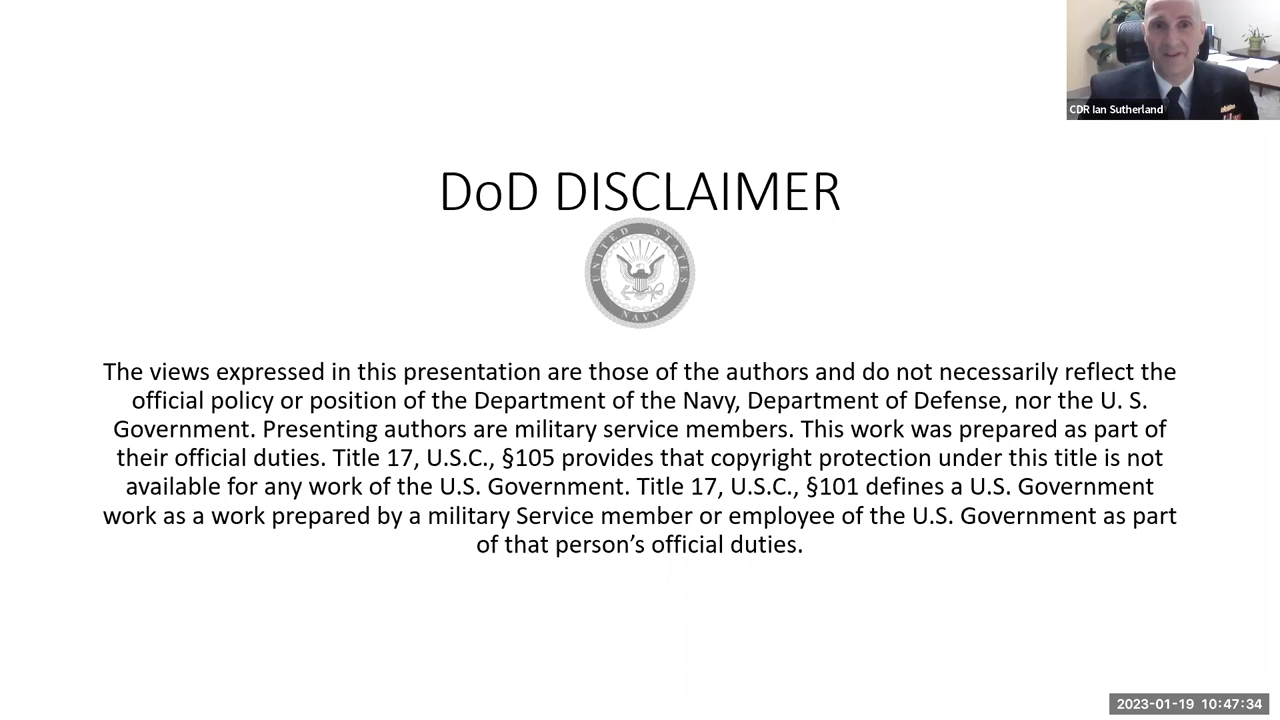 CDR Ian Sutherland
DoD DISCLAIMER
UNITED STATES
NAVY
The views expressed in this presentation are those of the authors and do not necessarily reflect the
official policy or position of the Department of the Navy, Department of Defense, nor the U. S.
Government. Presenting authors are military service members. This work was prepared as part of
their official duties. Title 17, U.S.C., §105 provides that copyright protection under this title is not
available for any work of the U.S. Government. Title 17, U.S.C., §101 defines a U.S. Government
work as a work prepared by a military Service member or employee of the U.S. Government as part
of that person’s official duties.
2023-01-19 10:47:34